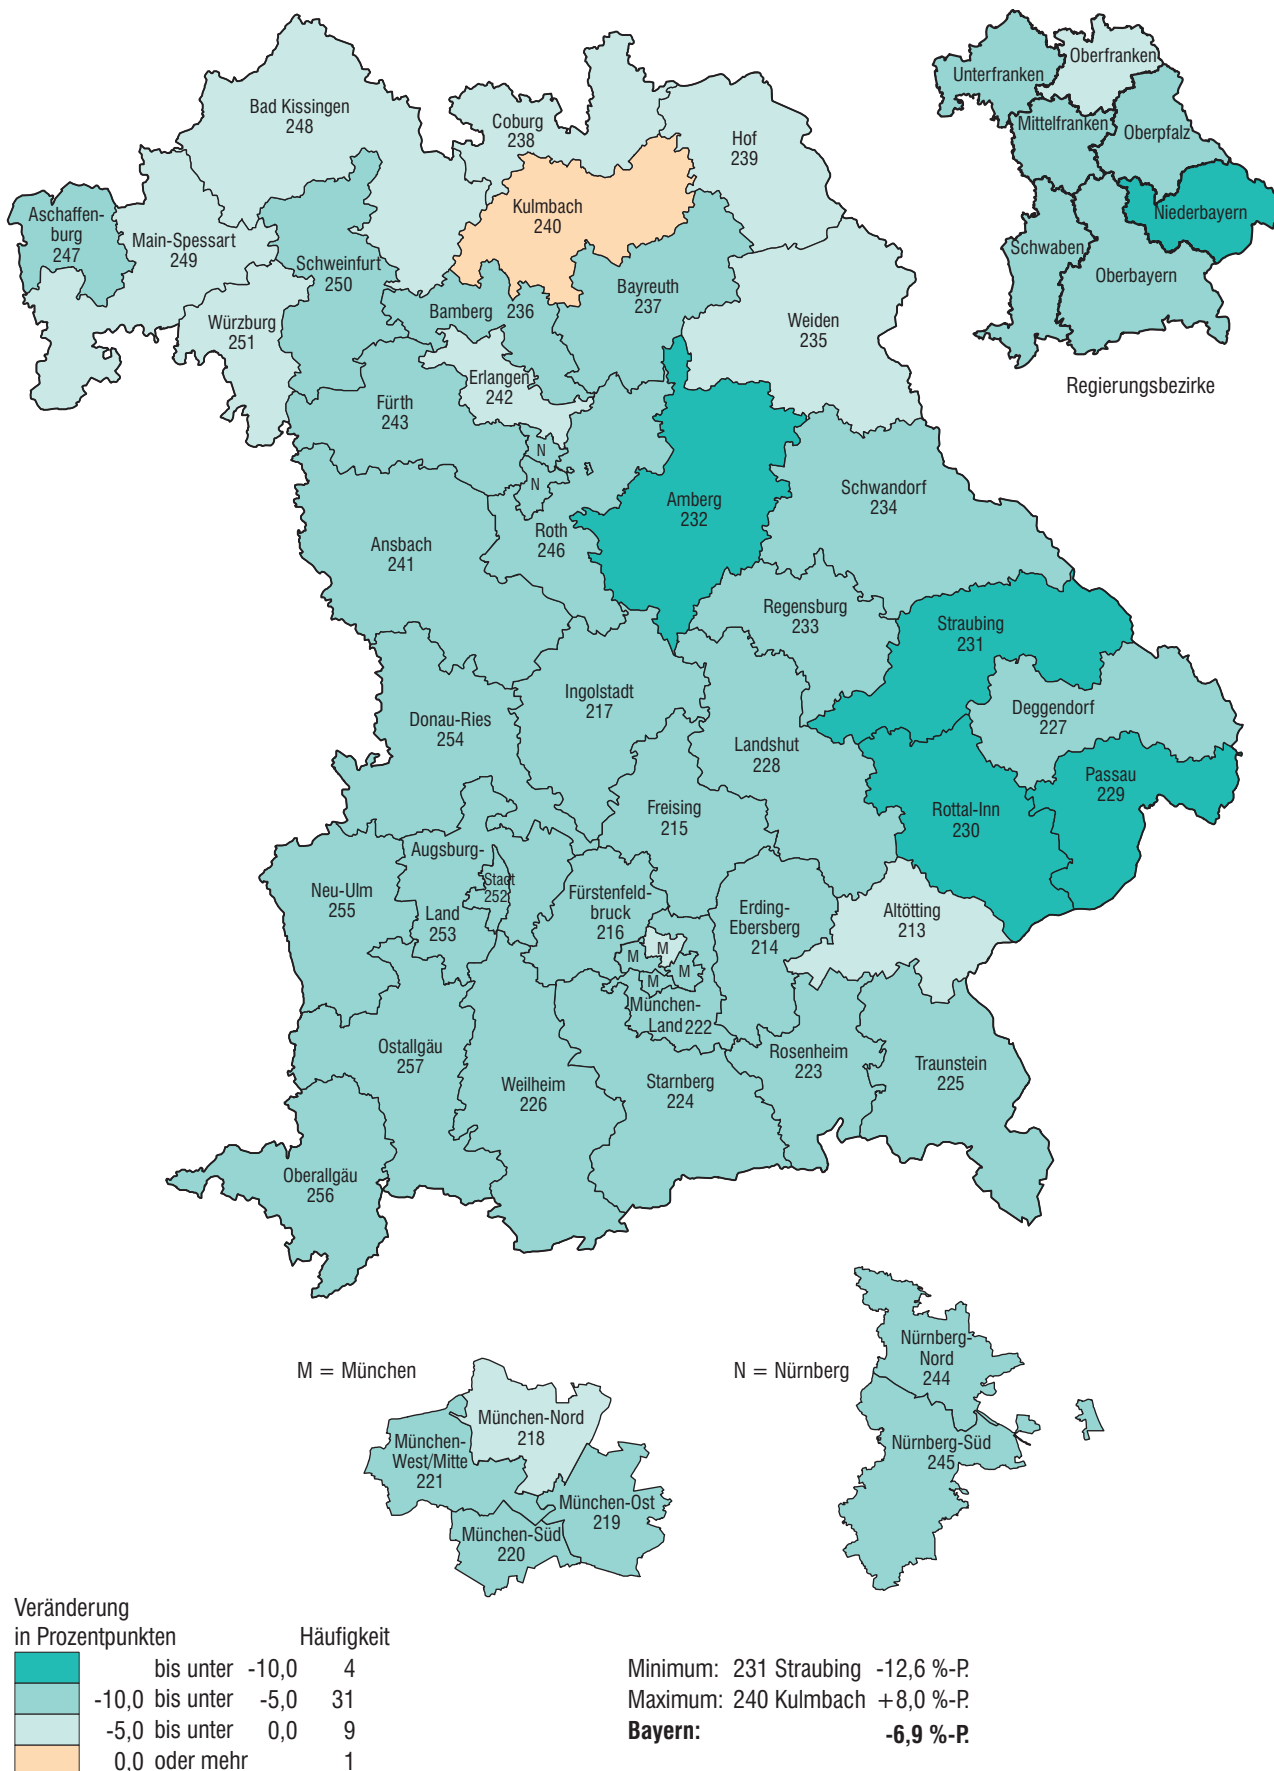 Bad Kissingen
248
Coburg
238
Hof
239
Kulmbach
240
Aschaffen-
burg
247
Main-Spessart
249
Schweinfurt
250
Würzburg
251
Bamberg 236
Bayreuth
237
Weiden
235
Erlangen
242
Fürth
243
N
N
Amberg
232
Schwandorf
234
Ansbach
241
Roth
246
Regensburg
233
Straubing
231
Ingolstadt
217
Donau-Ries
254
Landshut
228
Deggendorf
227
Passau
229
Rottal-Inn
230
Freising
215
Augsburg-
Stadt
252
Land
253
Neu-Ulm
255
Fürstenfeld-
bruck
216
Erding-
Ebersberg
214
Altötting
213
M
M
M
M
München-
Land 222
Ostallgäu
257
Weilheim
226
Starnberg
224
Rosenheim
223
Traunstein
225
Oberallgäu
256
Unterfranken
Oberfranken
Mittelfranken
Oberpfalz
Niederbayern
Schwaben
Oberbayern
Regierungsbezirke
M = München
München-Nord
218
München-
West/Mitte
221
München-Ost
219
München-Süd
220
N = Nürnberg
Nürnberg-
Nord
244
Nürnberg-Süd
245
Veränderung
in Prozentpunkten Häufigkeit
bis unter -10,0 4
-10,0 bis unter -5,0 31
-5,0 bis unter 0,0 9
0,0 oder mehr 1
Minimum: 231 Straubing -12,6 %-P.
Maximum: 240 Kulmbach +8,0 %-P.
Bayern: -6,9 %-P.